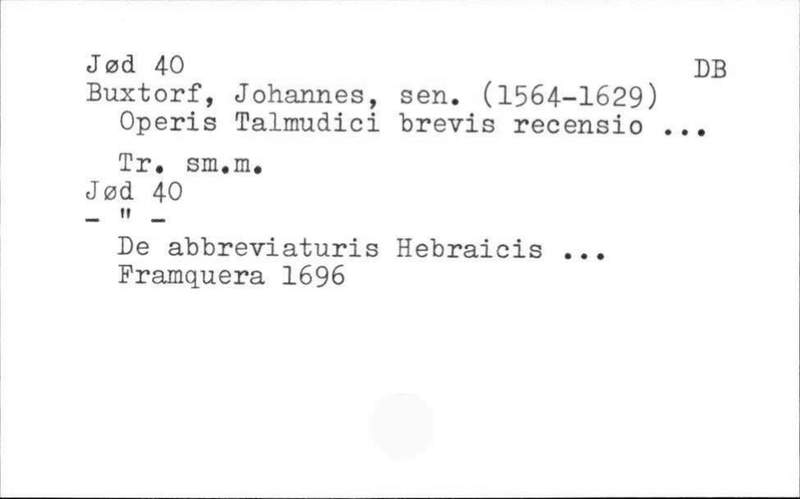 Jød 40 DB
Buxtorf, Johannes, sen. (1564-1629)
Operis Talmudici brevis recensio ...
Tr. sm.m.
Jød 40
- " -
De abbreviaturis Hebraicis ...
Framquera 1696